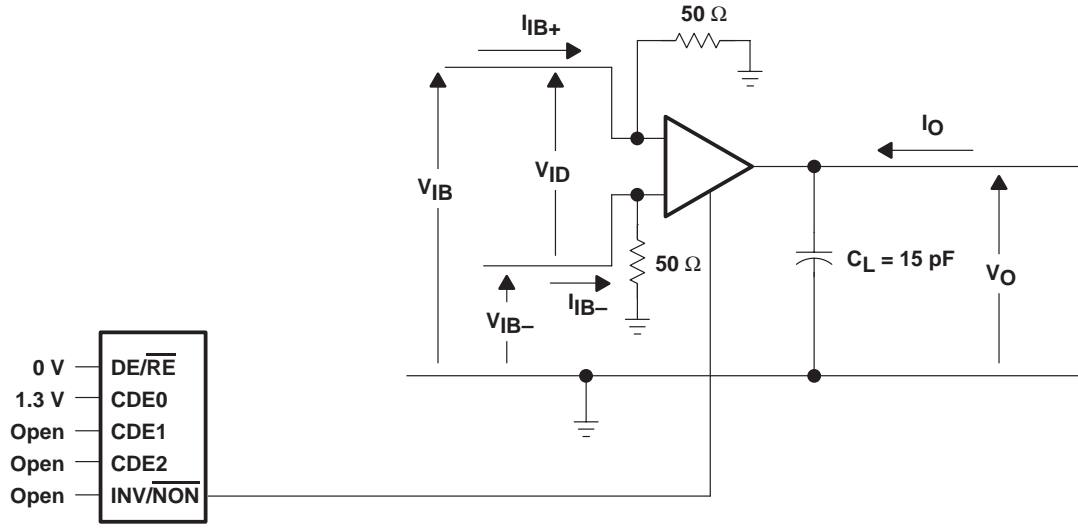 50 Ω
IIB+
IO
VIB
VID
50 Ω
CL = 15 pF
VO
VIB–
IIB–
0 V DE/RE
1.3 V CDE0
Open CDE1
Open CDE2
Open INV/NON